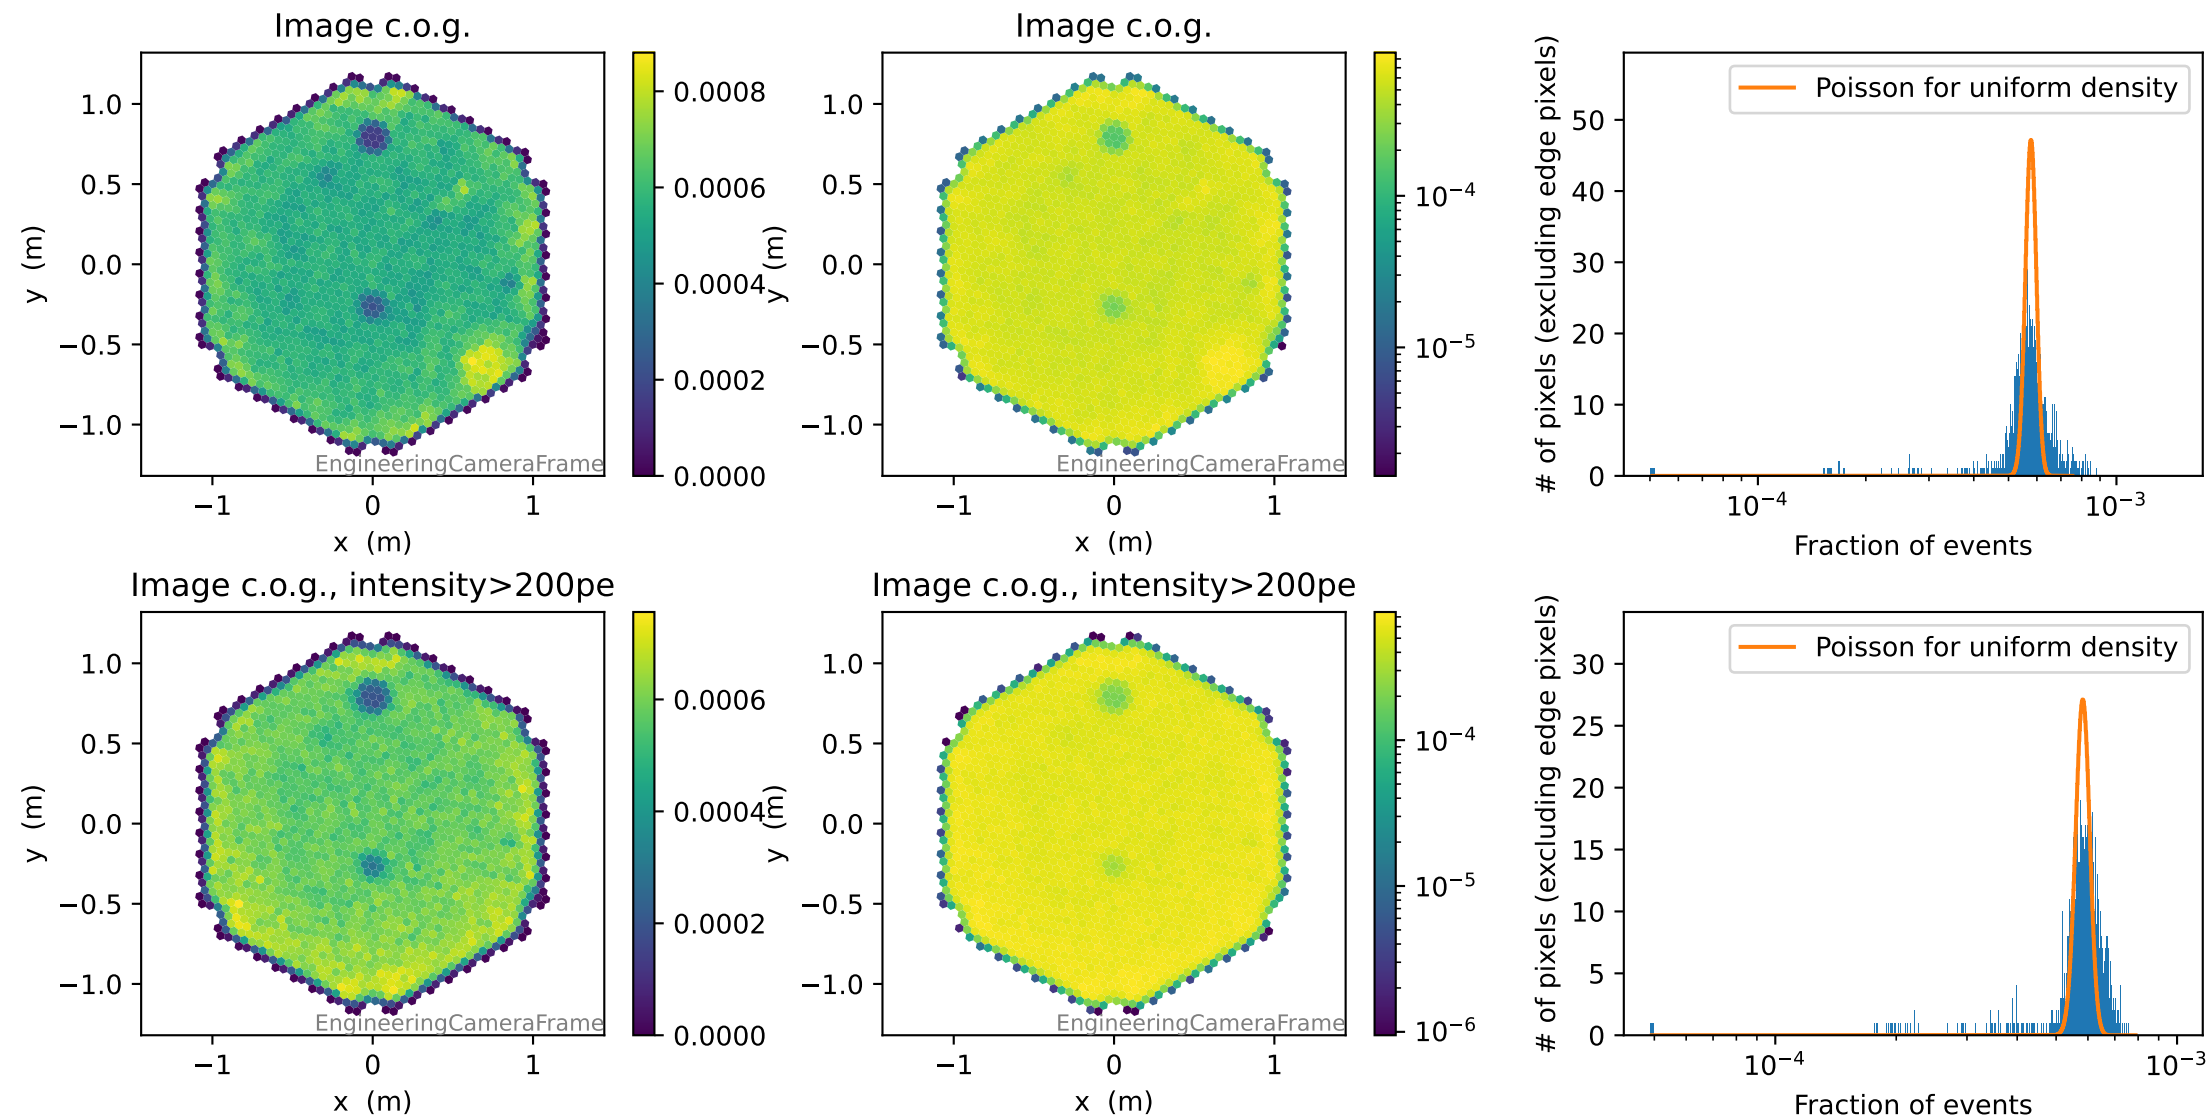 Image c.o.g.
1.0
0.5
0.0
−0.5
−1.0
y (m)
EngineeringCameraFrame
−1 0 1
x (m)
0.0008
0.0006
0.0004
0.0002
0.0000
Image c.o.g.
1.0
0.5
0.0
−0.5
−1.0
y (m)
EngineeringCameraFrame
−1 0 1
x (m)
10⁻⁴
10⁻⁵
# of pixels (excluding edge pixels)
50
40
30
20
10
0
Poisson for uniform density
10⁻⁴ 10⁻³
Fraction of events
Image c.o.g., intensity>200pe
1.0
0.5
0.0
−0.5
−1.0
y (m)
EngineeringCameraFrame
−1 0 1
x (m)
0.0006
0.0004
0.0002
0.0000
Image c.o.g., intensity>200pe
1.0
0.5
0.0
−0.5
−1.0
y (m)
EngineeringCameraFrame
−1 0 1
x (m)
10⁻⁴
10⁻⁵
10⁻⁶
# of pixels (excluding edge pixels)
30
25
20
15
10
5
0
Poisson for uniform density
10⁻⁴ 10⁻³
Fraction of events